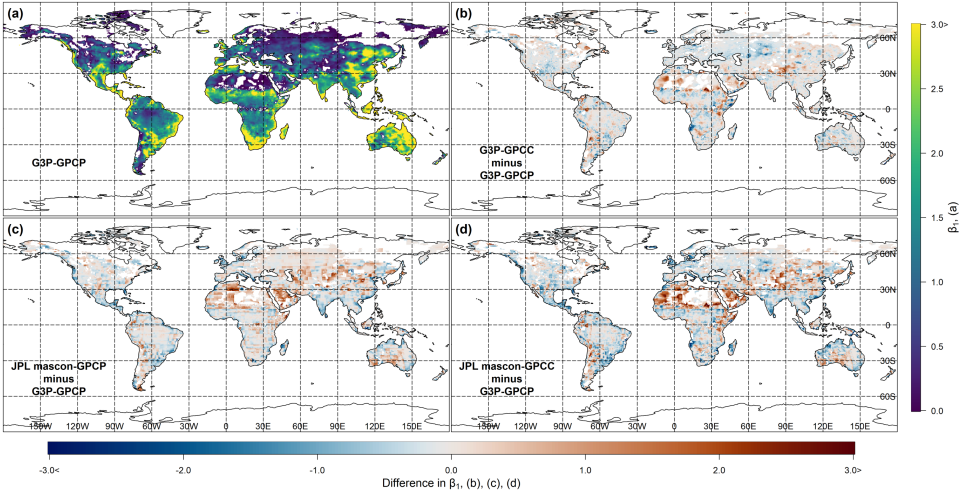 (a)
G3P-GPCP
(b)
G3P-GPCC
minus
G3P-GPCP
60N
30N
0
30S
60S
3.0>
2.5
2.0
1.5
1.0
0.5
0.0
β1, (a)
(c)
JPL mascon-GPCP
minus
G3P-GPCP
150W 120W 90W 60W 30W 0 30E 60E 90E 120E 150E
(d)
JPL mascon-GPCC
minus
G3P-GPCP
60N
30N
0
30S
60S
150W 120W 90W 60W 30W 0 30E 60E 90E 120E 150E
-3.0< -2.0 -1.0 0.0 1.0 2.0 3.0>
Difference in β1, (b), (c), (d)